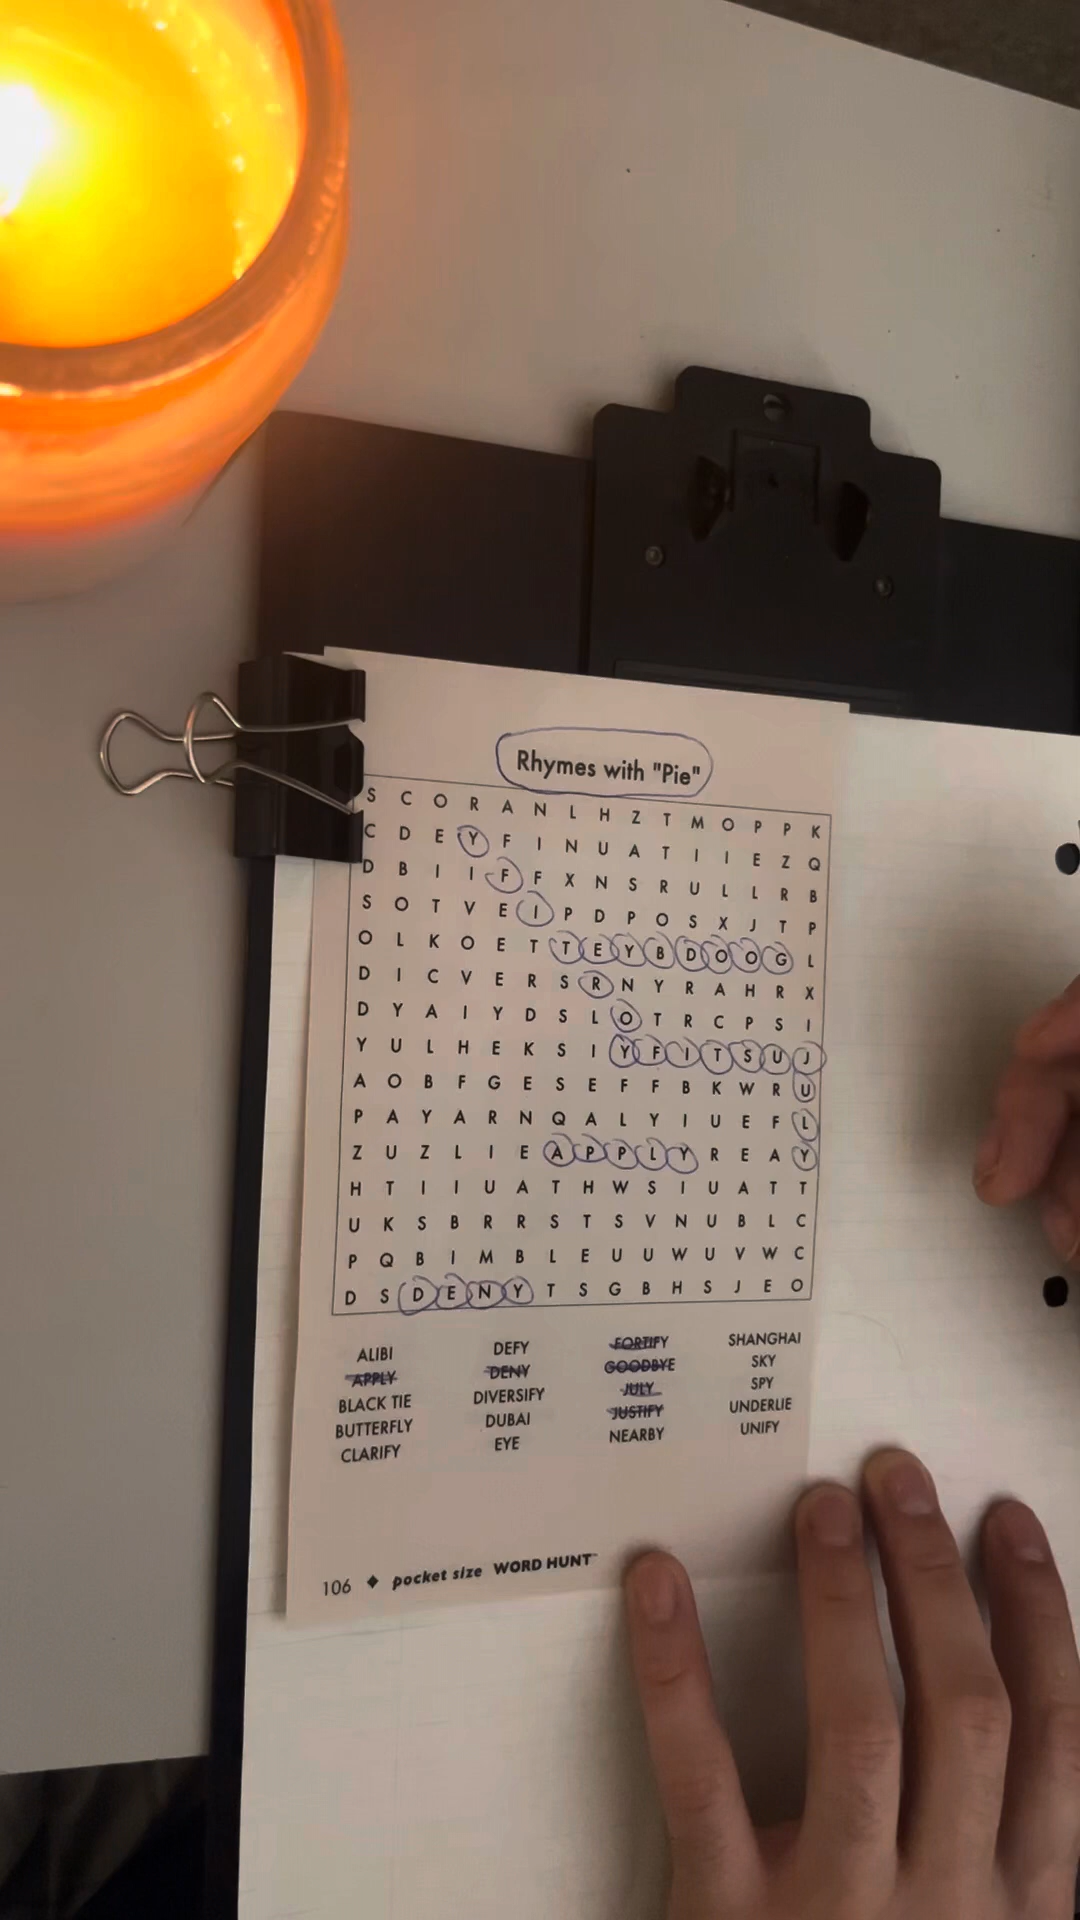 Rhymes with "Pie"
S C O R A N L H Z T M O P P K
C D E Y F I N U A T I I E Z Q
D B I I F F X N S R U L L R B
S O T V E I P D P O S X J T P
O L K O E T T E Y B D O O G L
D I C V E R S R N Y R A H R X
D Y A I Y D S L O T R C P S I
Y U L H E K S I Y F I T S U J
A O B F G E S E F F B K W R U
P A Y A R N Q A L Y I U E F L
Z U Z L I E A P P L Y R E A Y
H T I I U A T H W S I U A T T
U K S B R R S T S V N U B L C
P Q B I M B L E U U W U V W C
D S D E N Y T S G B H S J E O
ALIBI DEFY FORTIFY SHANGHAI
APPLY DENY GOODBYE SKY
BLACK TIE DIVERSIFY JULY SPY
BUTTERFLY DUBAI JUSTIFY UNDERLIE
CLARIFY EYE NEARBY UNIFY
106 ◆ pocket size WORD HUNT™